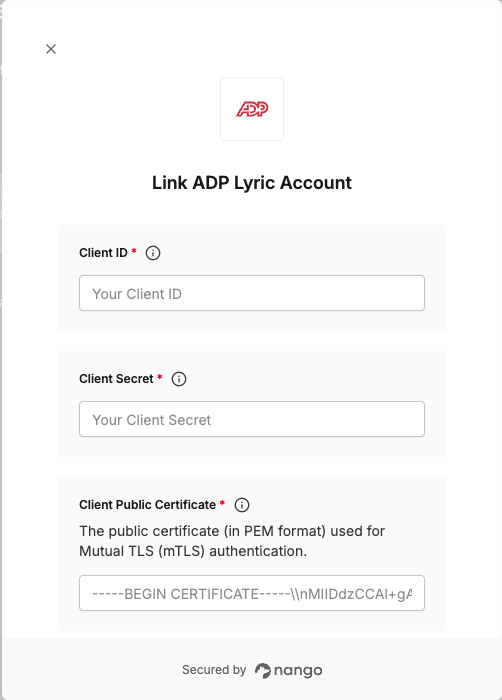 ADP
Link ADP Lyric Account
Client ID *
Your Client ID
Client Secret *
Your Client Secret
Client Public Certificate *
The public certificate (in PEM format) used for
Mutual TLS (mTLS) authentication.
-----BEGIN CERTIFICATE-----\\nMIIDdzCCAl+gA
Secured by nango